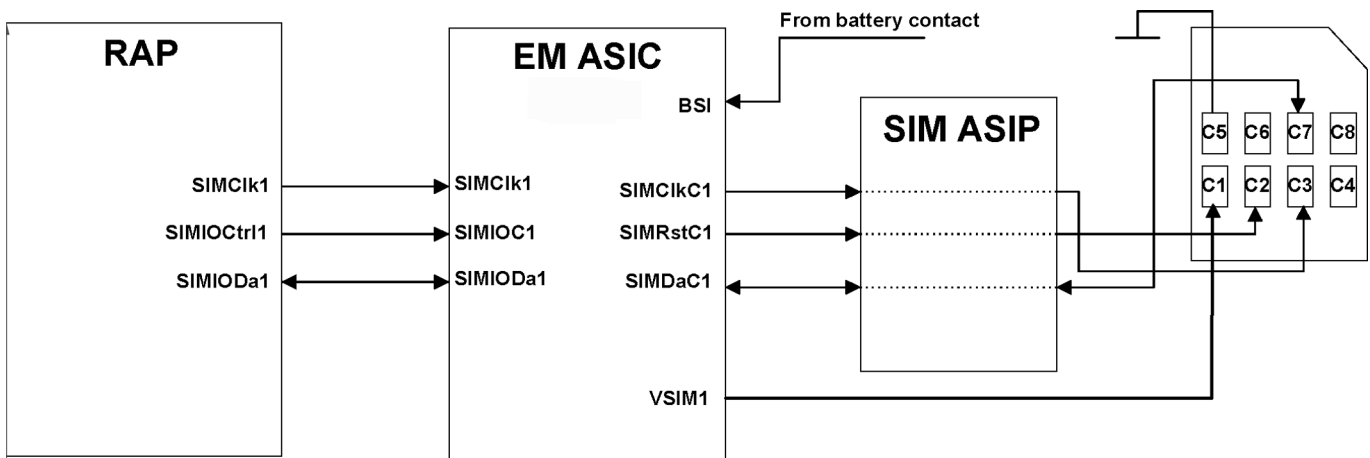 From battery contact
RAP
EM ASIC
BSI
SIM ASIP
C5 C6 C7 C8
C1 C2 C3 C4
SIMClk1
SIMIOCtrl1
SIMIODa1
SIMClk1
SIMIOC1
SIMIODa1
SIMClkC1
SIMRstC1
SIMDaC1
VSIM1